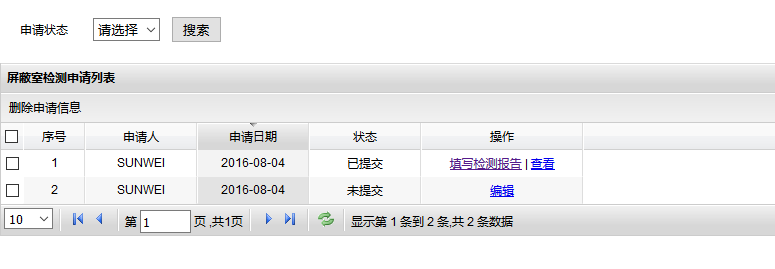 申请状态 请选择 搜索
屏蔽室检测申请列表
删除申请信息
序号 申请人 申请日期 状态 操作
1 SUNWEI 2016-08-04 已提交 填写检测报告 | 查看
2 SUNWEI 2016-08-04 未提交 编辑
10 第 1 页 ,共1页 显示第 1 条到 2 条,共 2 条数据